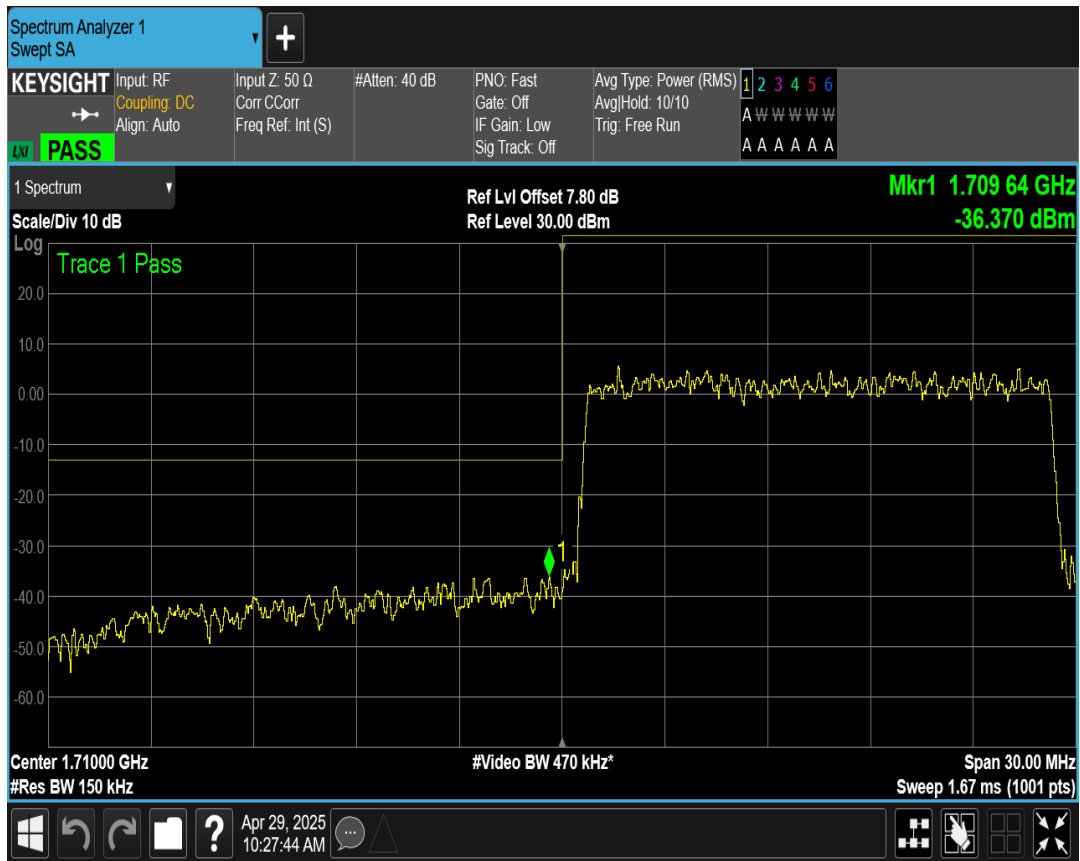 Spectrum Analyzer 1
Swept SA
+
KEYSIGHT
LXI PASS
Input: RF
Coupling: DC
Align: Auto
Input Z: 50 Ω
Corr CCorr
Freq Ref: Int (S)
#Atten: 40 dB
PNO: Fast
Gate: Off
IF Gain: Low
Sig Track: Off
Avg Type: Power (RMS)
Avg|Hold: 10/10
Trig: Free Run
1 2 3 4 5 6
A W W W W W
A A A A A A
1 Spectrum
Scale/Div 10 dB
Ref Lvl Offset 7.80 dB
Ref Level 30.00 dBm
Mkr1 1.709 64 GHz
-36.370 dBm
Log
Trace 1 Pass
20.0
10.0
0.00
-10.0
-20.0
-30.0
-40.0
-50.0
-60.0
1
Center 1.71000 GHz
#Res BW 150 kHz
#Video BW 470 kHz*
Span 30.00 MHz
Sweep 1.67 ms (1001 pts)
?
Apr 29, 2025
10:27:44 AM